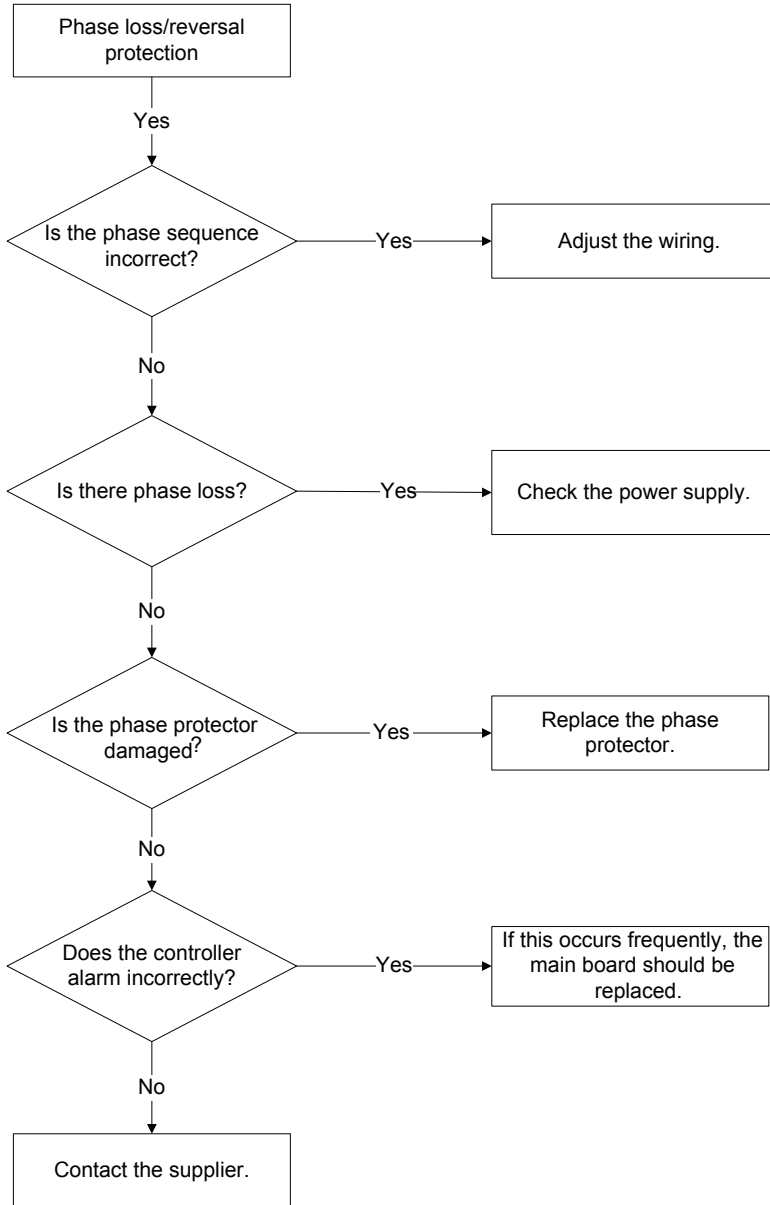 Phase loss/reversal
protection
Yes
Is the phase sequence
incorrect?
Yes
Adjust the wiring.
No
Is there phase loss?
Yes
Check the power supply.
No
Is the phase protector
damaged?
Yes
Replace the phase
protector.
No
Does the controller
alarm incorrectly?
Yes
If this occurs frequently, the
main board should be
replaced.
No
Contact the supplier.